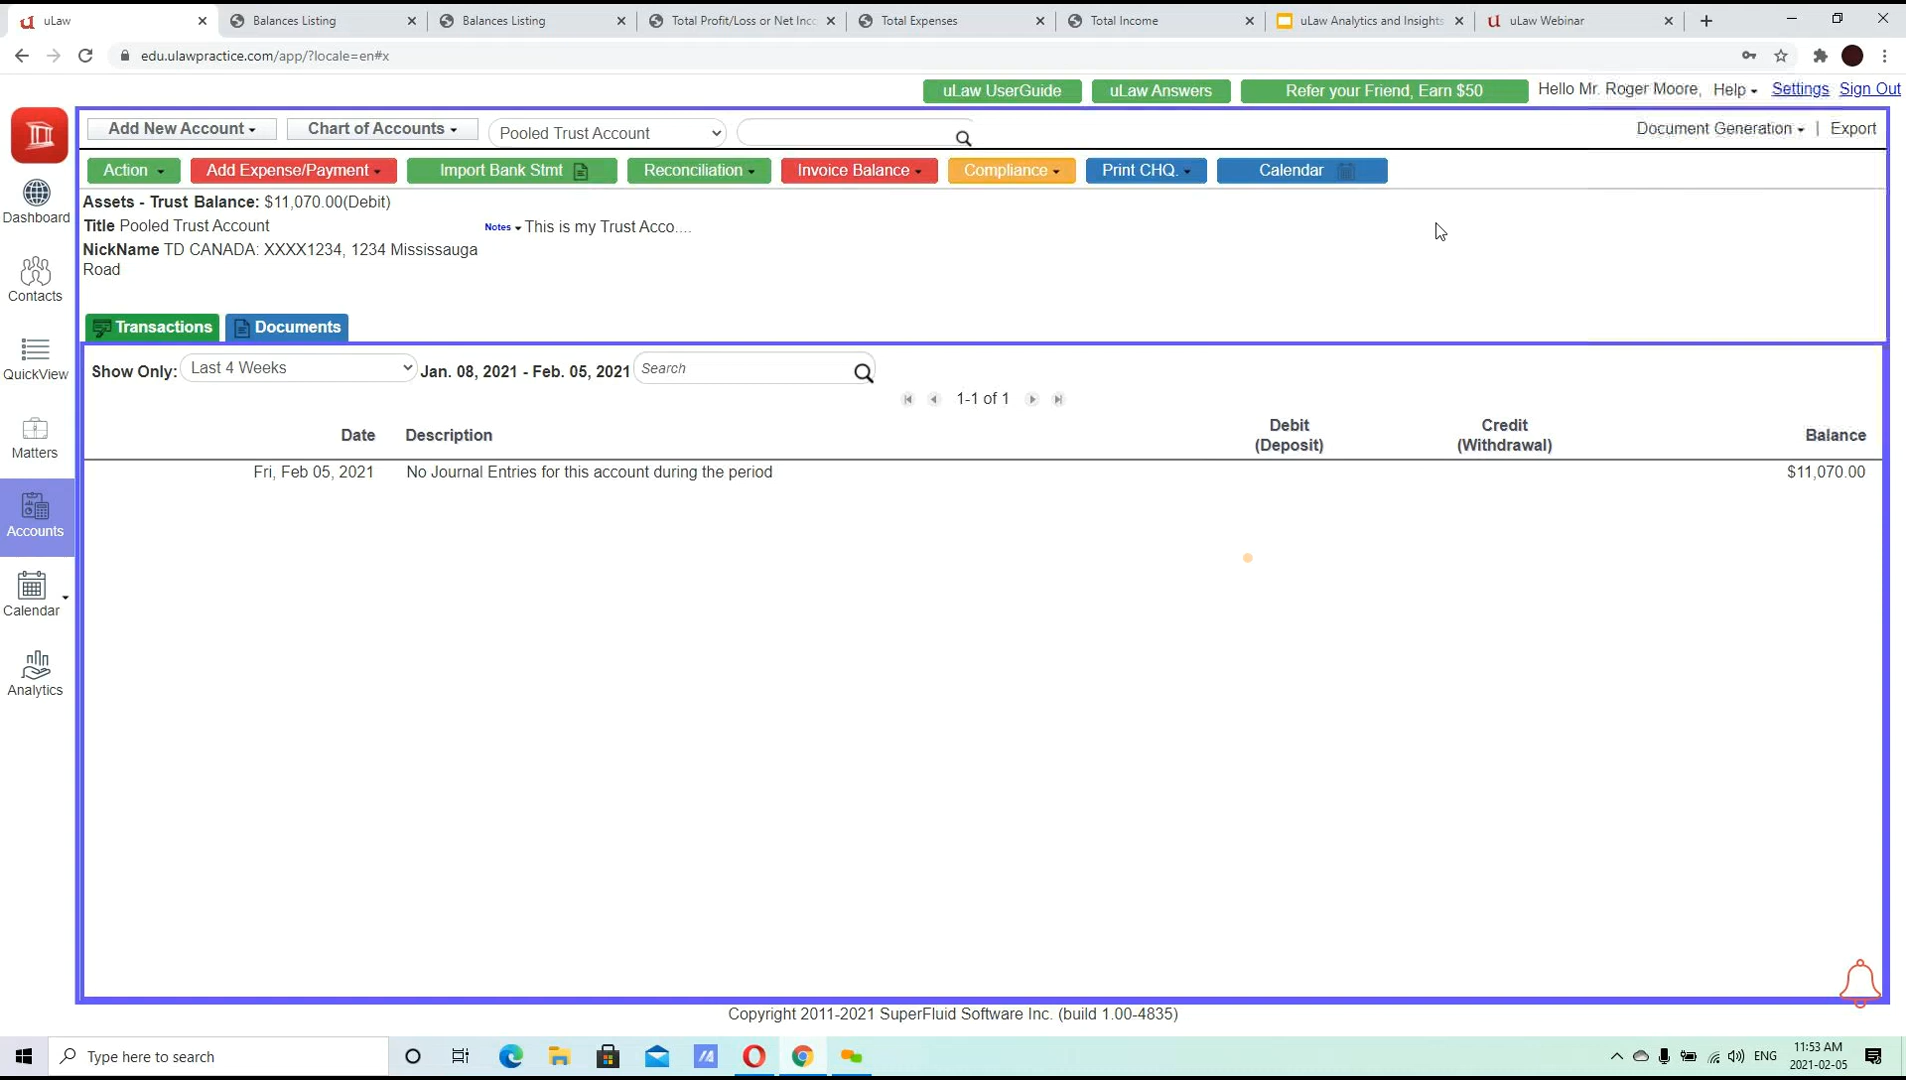 uLaw
Balances Listing
Balances Listing
Total Profit/Loss or Net Inc
Total Expenses
Total Income
uLaw Analytics and Insights
uLaw Webinar
edu.ulawpractice.com/app/?locale=en#x
uLaw UserGuide
uLaw Answers
Refer your Friend, Earn $50
Hello Mr. Roger Moore,
Help
Settings
Sign Out
Add New Account
Chart of Accounts
Pooled Trust Account
Document Generation
|
Export
Action
Add Expense/Payment
Import Bank Stmt
Reconciliation
Invoice Balance
Compliance
Print CHQ.
Calendar
Assets - Trust Balance: $11,070.00(Debit)
Title Pooled Trust Account
Notes
This is my Trust Acco....
NickName TD CANADA: XXXX1234, 1234 Mississauga
Road
Dashboard
Contacts
QuickView
Matters
Accounts
Calendar
Analytics
Transactions
Documents
Show Only:
Last 4 Weeks
Jan. 08, 2021 - Feb. 05, 2021
Search
1-1 of 1
Date
Description
Debit
(Deposit)
Credit
(Withdrawal)
Balance
Fri, Feb 05, 2021
No Journal Entries for this account during the period
$11,070.00
Copyright 2011-2021 SuperFluid Software Inc. (build 1.00-4835)
Type here to search
ENG
11:53 AM
2021-02-05